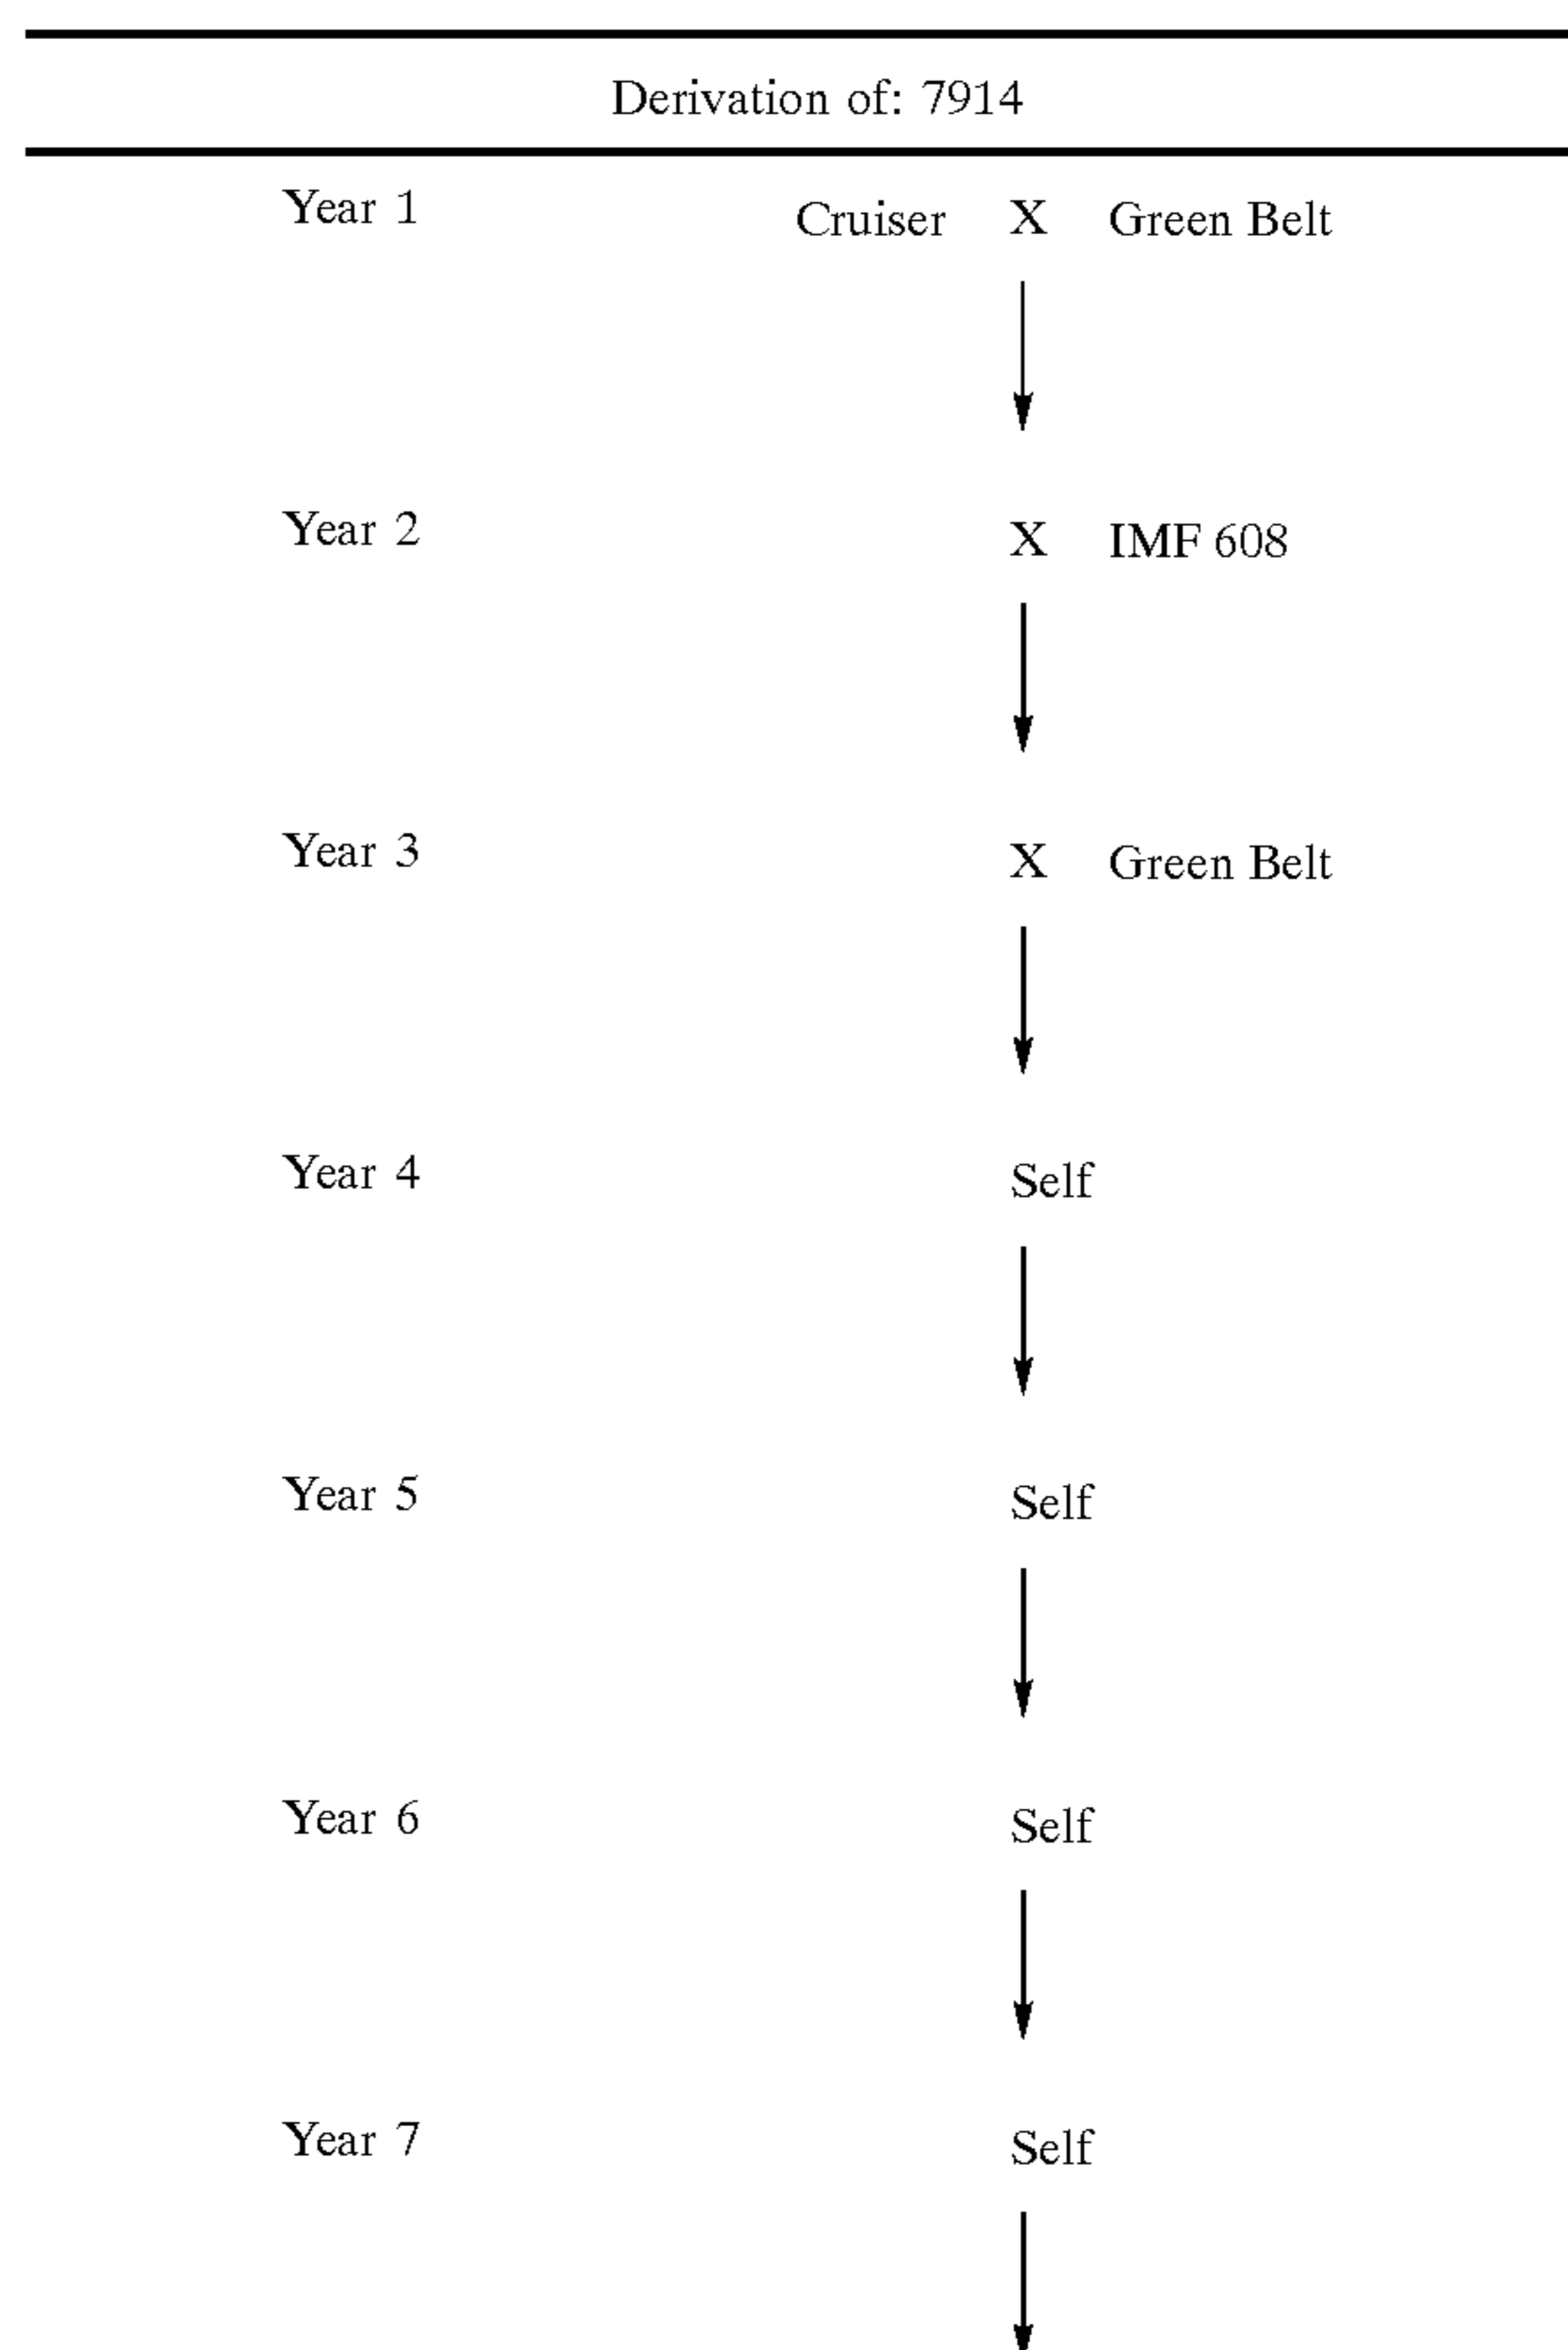 Derivation of: 7914
Year 1 Cruiser X Green Belt
Year 2 X IMF 608
Year 3 X Green Belt
Year 4 Self
Year 5 Self
Year 6 Self
Year 7 Self